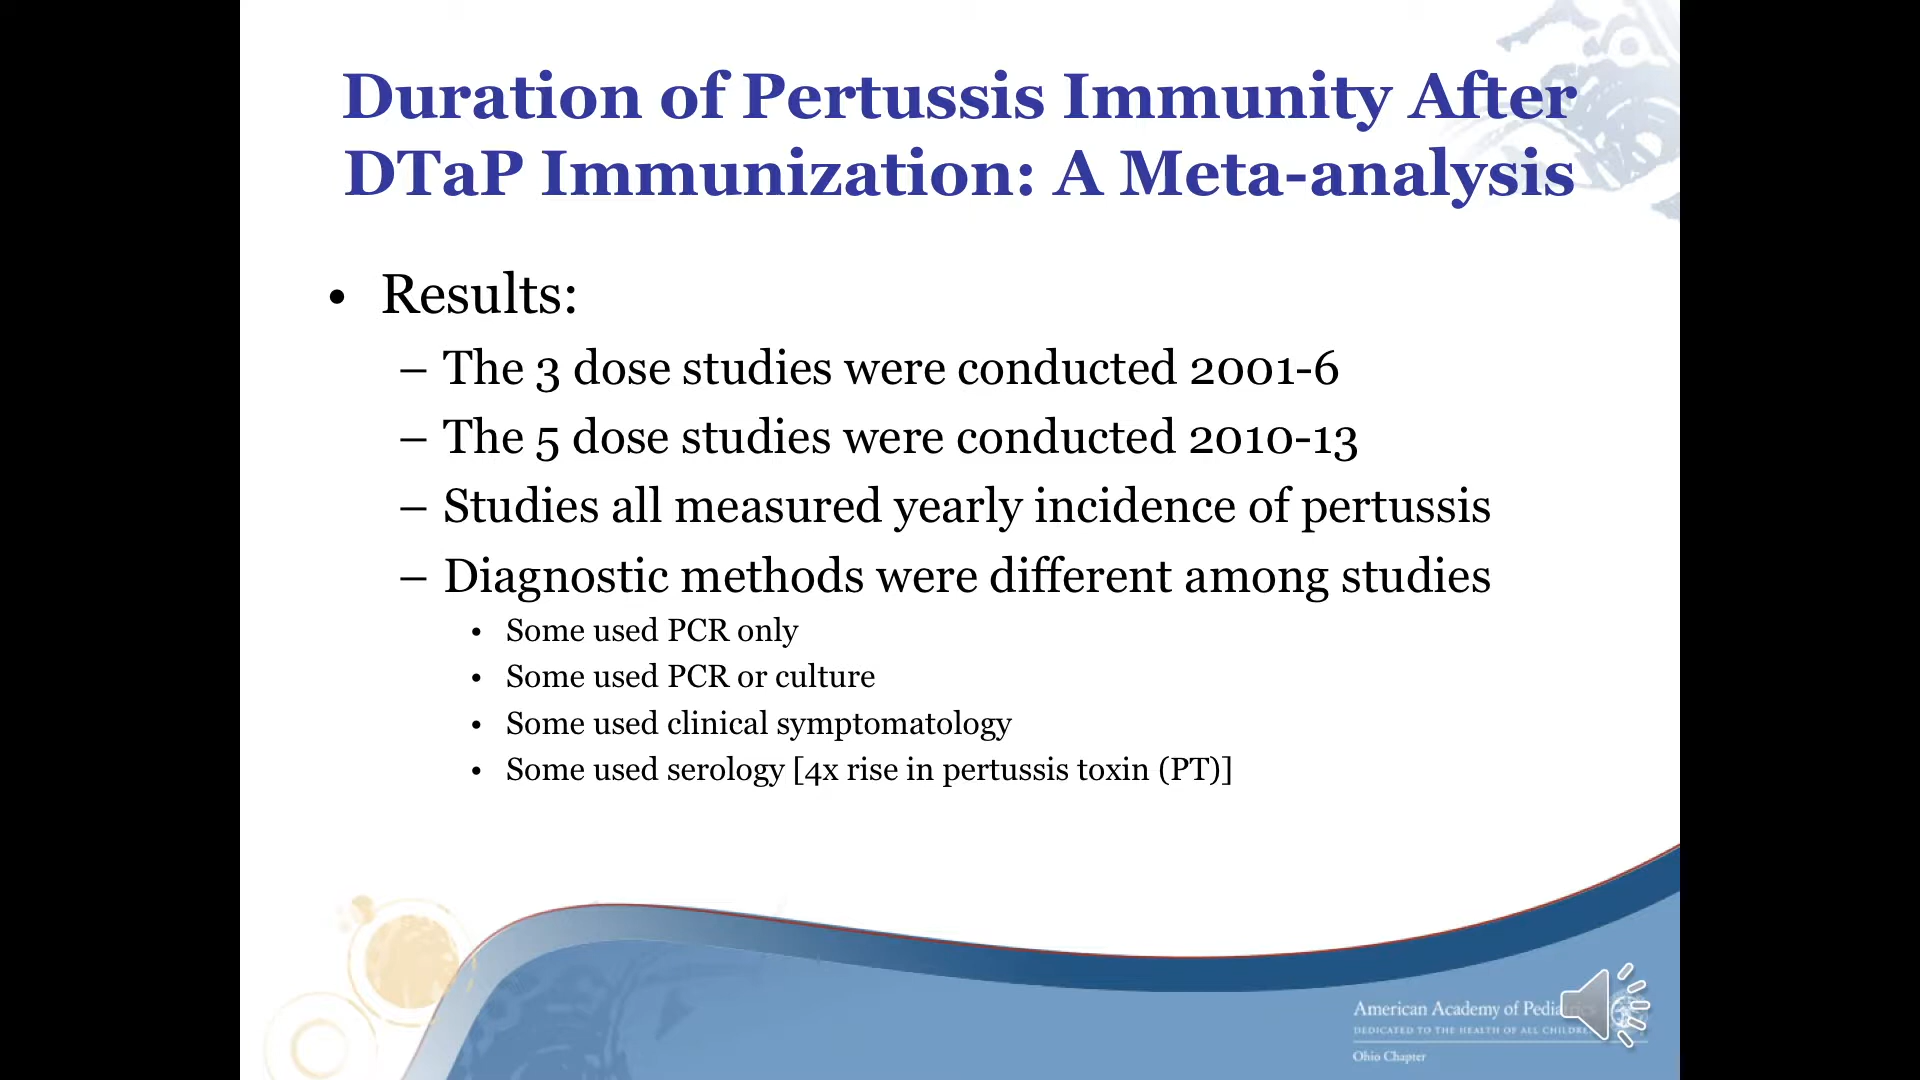 Duration of Pertussis Immunity After
DTaP Immunization: A Meta-analysis
• Results:
– The 3 dose studies were conducted 2001-6
– The 5 dose studies were conducted 2010-13
– Studies all measured yearly incidence of pertussis
– Diagnostic methods were different among studies
• Some used PCR only
• Some used PCR or culture
• Some used clinical symptomatology
• Some used serology [4x rise in pertussis toxin (PT)]
American Academy of
DEDICATED TO THE HEALTH OF ALL
Ohio Chapter